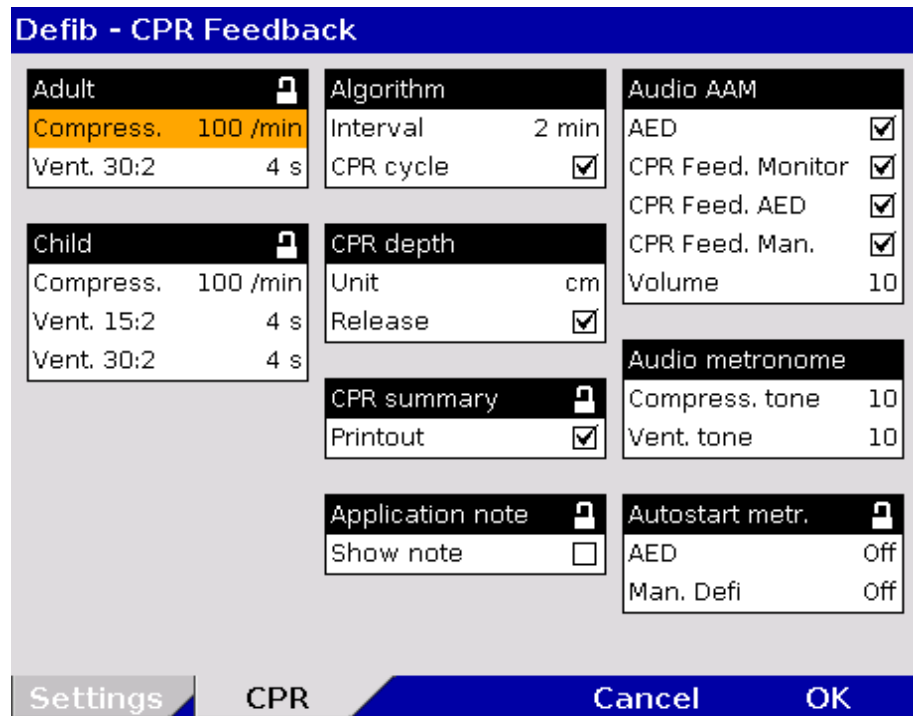 Defib - CPR Feedback
Adult
Compress. 100 /min
Vent. 30:2 4 s
Child
Compress. 100 /min
Vent. 15:2 4 s
Vent. 30:2 4 s
Algorithm
Interval 2 min
CPR cycle
CPR depth
Unit cm
Release
CPR summary
Printout
Application note
Show note
Audio AAM
AED
CPR Feed. Monitor
CPR Feed. AED
CPR Feed. Man.
Volume 10
Audio metronome
Compress. tone 10
Vent. tone 10
Autostart metr.
AED Off
Man. Defi Off
Settings CPR Cancel OK